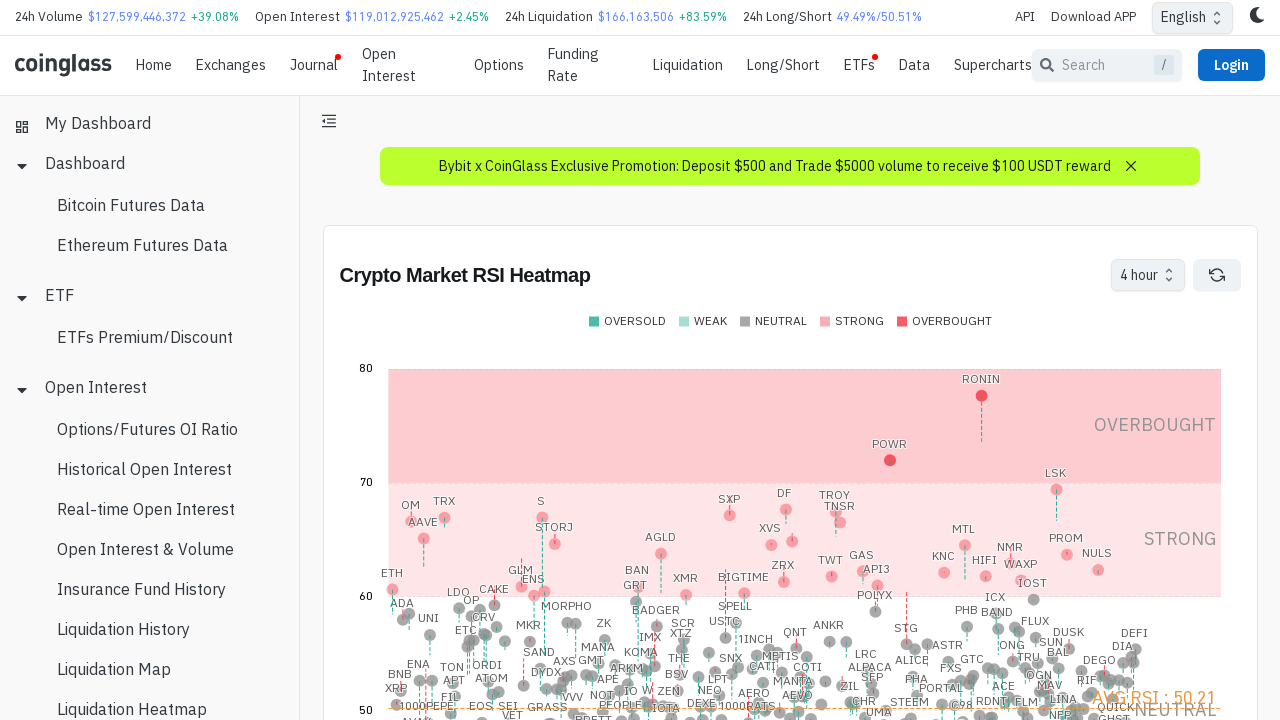 24h Volume $127,599,446,372 +39.08% Open Interest $119,012,925,462 +2.45% 24h Liquidation $166,163,506 +83.59% 24h Long/Short 49.49%/50.51% API Download APP English
coinglass Home Exchanges Journal Open Interest Options Funding Rate Liquidation Long/Short ETFs Data Supercharts Search / Login
My Dashboard
Dashboard
Bitcoin Futures Data
Ethereum Futures Data
ETF
ETFs Premium/Discount
Open Interest
Options/Futures OI Ratio
Historical Open Interest
Real-time Open Interest
Open Interest & Volume
Insurance Fund History
Liquidation History
Liquidation Map
Liquidation Heatmap
Bybit x CoinGlass Exclusive Promotion: Deposit $500 and Trade $5000 volume to receive $100 USDT reward
Crypto Market RSI Heatmap 4 hour
OVERSOLD WEAK NEUTRAL STRONG OVERBOUGHT
80
RONIN
OVERBOUGHT
POWR
70
LSK
OM TRX S SXP DF TROY
TNSR
AAVE STORJ XVS MTL
AGLD PROM
NMR NULS
GAS KNC HIFI WAXP
ETH GLM ENS BAN XMR BIGTIME ZRX TWT API3
STRONG
60
GRT IOST
LDO OP CAKE POLYX ICX
ADA CRV MORPHO BADGER SPELL PHB BAND
UNI MKR ZK SCR USTC ANKR STG FLUX
ETC IMX XTZ 1INCH QNT ASTR ONG SUN DUSK DEFI
SAND MANA KOMA THE SNX METIS LRC ALICE GTC TRU BAL DIA
ENA TON ORDI AXS GMT ARKM CATI COTI ALPACA FXS DEGO
BNB APT ATOM DYDX APE BSV LPT MANTA SFP PHA OGN
XRP FIL IO W ZEN NEO AERO AEVO ZIL PORTAL ACE MAV RIF
1000PEPE EOS SEI GRASS NOT PEOPLE IOTA DEXE 1000RATS CHR STEEM C98 RDNT FLM LINA QUICK
VET UMA
AVG RSI : 50.21
NEUTRAL
50